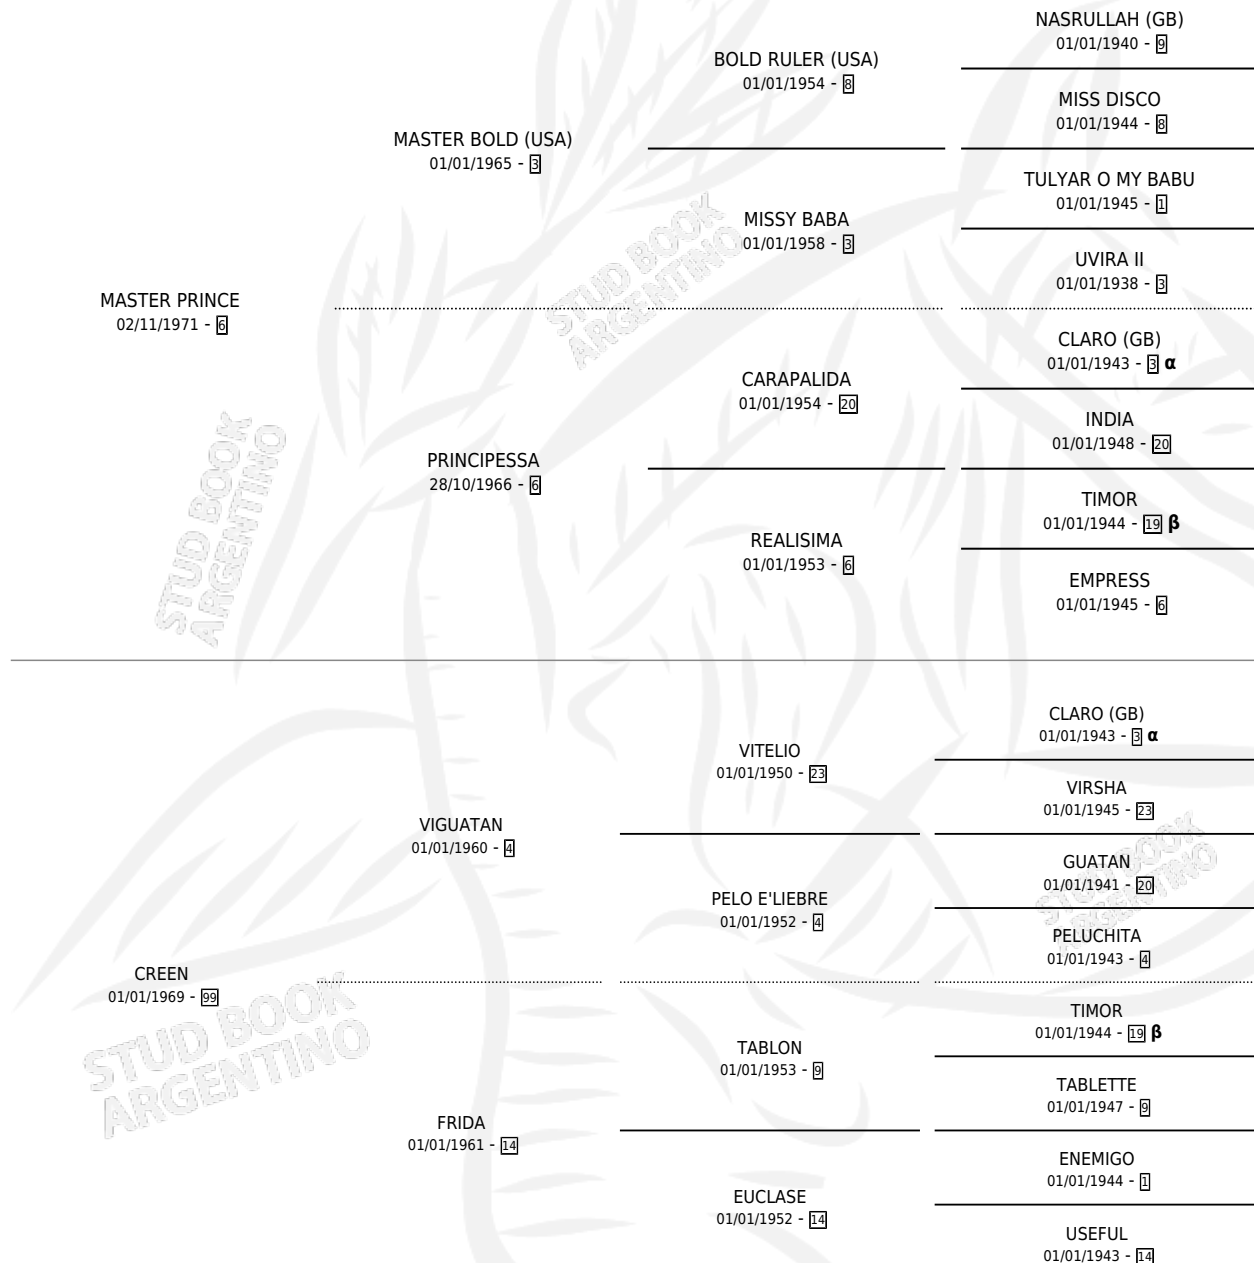 NASRULLAH (GB)
01/01/1940 - 9
BOLD RULER (USA)
01/01/1954 - 8
MISS DISCO
01/01/1944 - 8
MASTER BOLD (USA)
01/01/1965 - 3
TULYAR O MY BABU
01/01/1945 - 1
MISSY BABA
01/01/1958 - 3
UVIRA II
01/01/1938 - 3
MASTER PRINCE
02/11/1971 - 6
CLARO (GB)
01/01/1943 - 3 α
CARAPALIDA
01/01/1954 - 20
INDIA
01/01/1948 - 20
PRINCIPESSA
28/10/1966 - 6
TIMOR
01/01/1944 - 19 β
REALISIMA
01/01/1953 - 6
EMPRESS
01/01/1945 - 6
CLARO (GB)
01/01/1943 - 3 α
VITELIO
01/01/1950 - 23
VIRSHA
01/01/1945 - 23
VIGUATAN
01/01/1960 - 4
GUATAN
01/01/1941 - 20
PELO E'LIEBRE
01/01/1952 - 4
PELUCHITA
01/01/1943 - 4
CREEN
01/01/1969 - 99
TIMOR
01/01/1944 - 19 β
TABLON
01/01/1953 - 9
TABLETTE
01/01/1947 - 9
FRIDA
01/01/1961 - 14
ENEMIGO
01/01/1944 - 1
EUCLASE
01/01/1952 - 14
USEFUL
01/01/1943 - 14
STUD BOOK
ARGENTINO
STUD BOOK
ARGENTINO
STUD BOOK
ARGENTINO
STUD BOOK
ARGENTINO